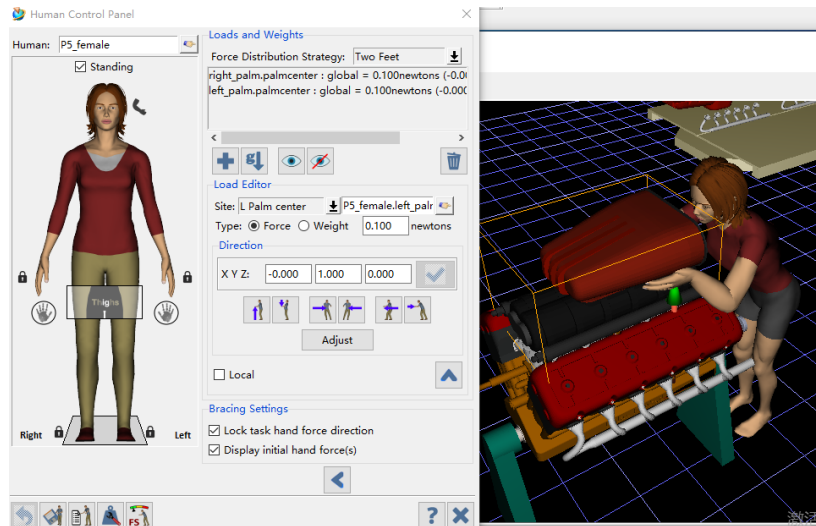 Human Control Panel
Human: P5_female
Standing
Thighs
Right
Left
Loads and Weights
Force Distribution Strategy: Two Feet
right_palm.palmcenter : global = 0.100newtons (-0.0
left_palm.palmcenter : global = 0.100newtons (-0.000
Load Editor
Site: L Palm center P5_female.left_palr
Type: Force Weight 0.100 newtons
Direction
X Y Z: -0.000 1.000 0.000
Adjust
Local
Bracing Settings
Lock task hand force direction
Display initial hand force(s)
FS
?
激活